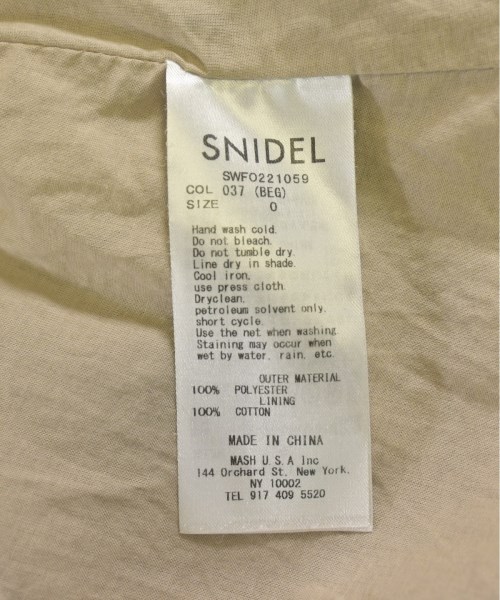 SNIDEL
SWFO221059
COL 037 (BEG)
SIZE 0
Hand wash cold.
Do not bleach.
Do not tumble dry.
Line dry in shade.
Cool iron.
use press cloth
Dryclean.
petroleum solvent only.
short cycle.
Use the net when washing
Staining may occur when
wet by water, rain, etc.
OUTER MATERIAL
100% POLYESTER
LINING
100% COTTON
MADE IN CHINA
MASH U.S.A Inc
144 Orchard St. New York.
NY 10002
TEL 917 409 5520